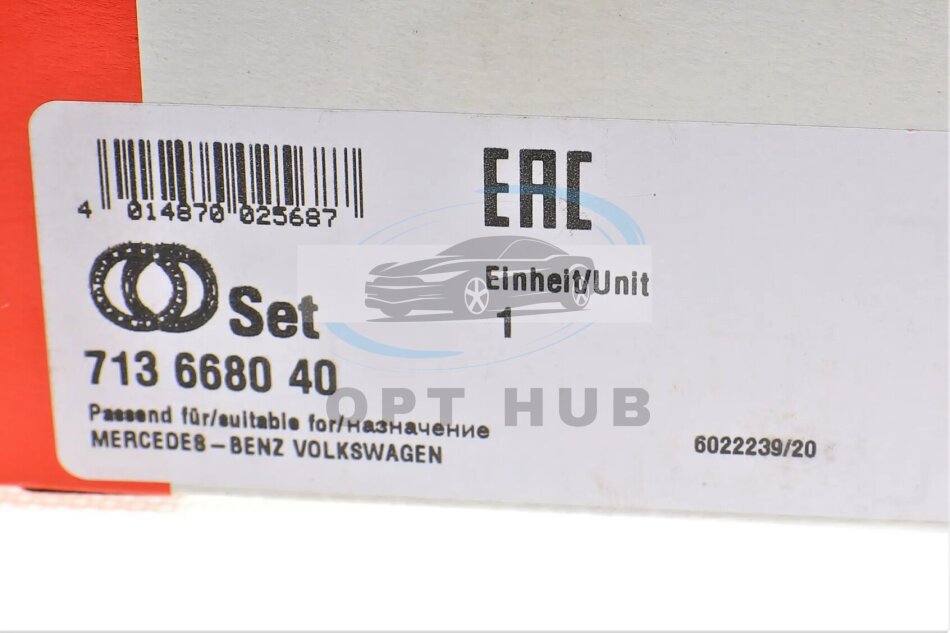 4 014870 025687
EAC
Set
Einheit/Unit
1
713 6680 40
OPT HUB
Passend für/suitable for/назначение
MERCEDES-BENZ VOLKSWAGEN
6022239/20